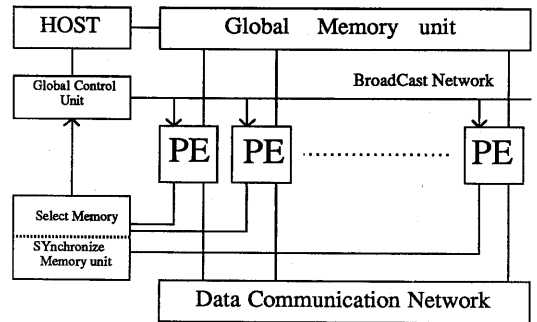 HOST
Global Memory unit
Global Control
Unit
BroadCast Network
PE
PE
PE
Select Memory
SYnchronize
Memory unit
Data Communication Network